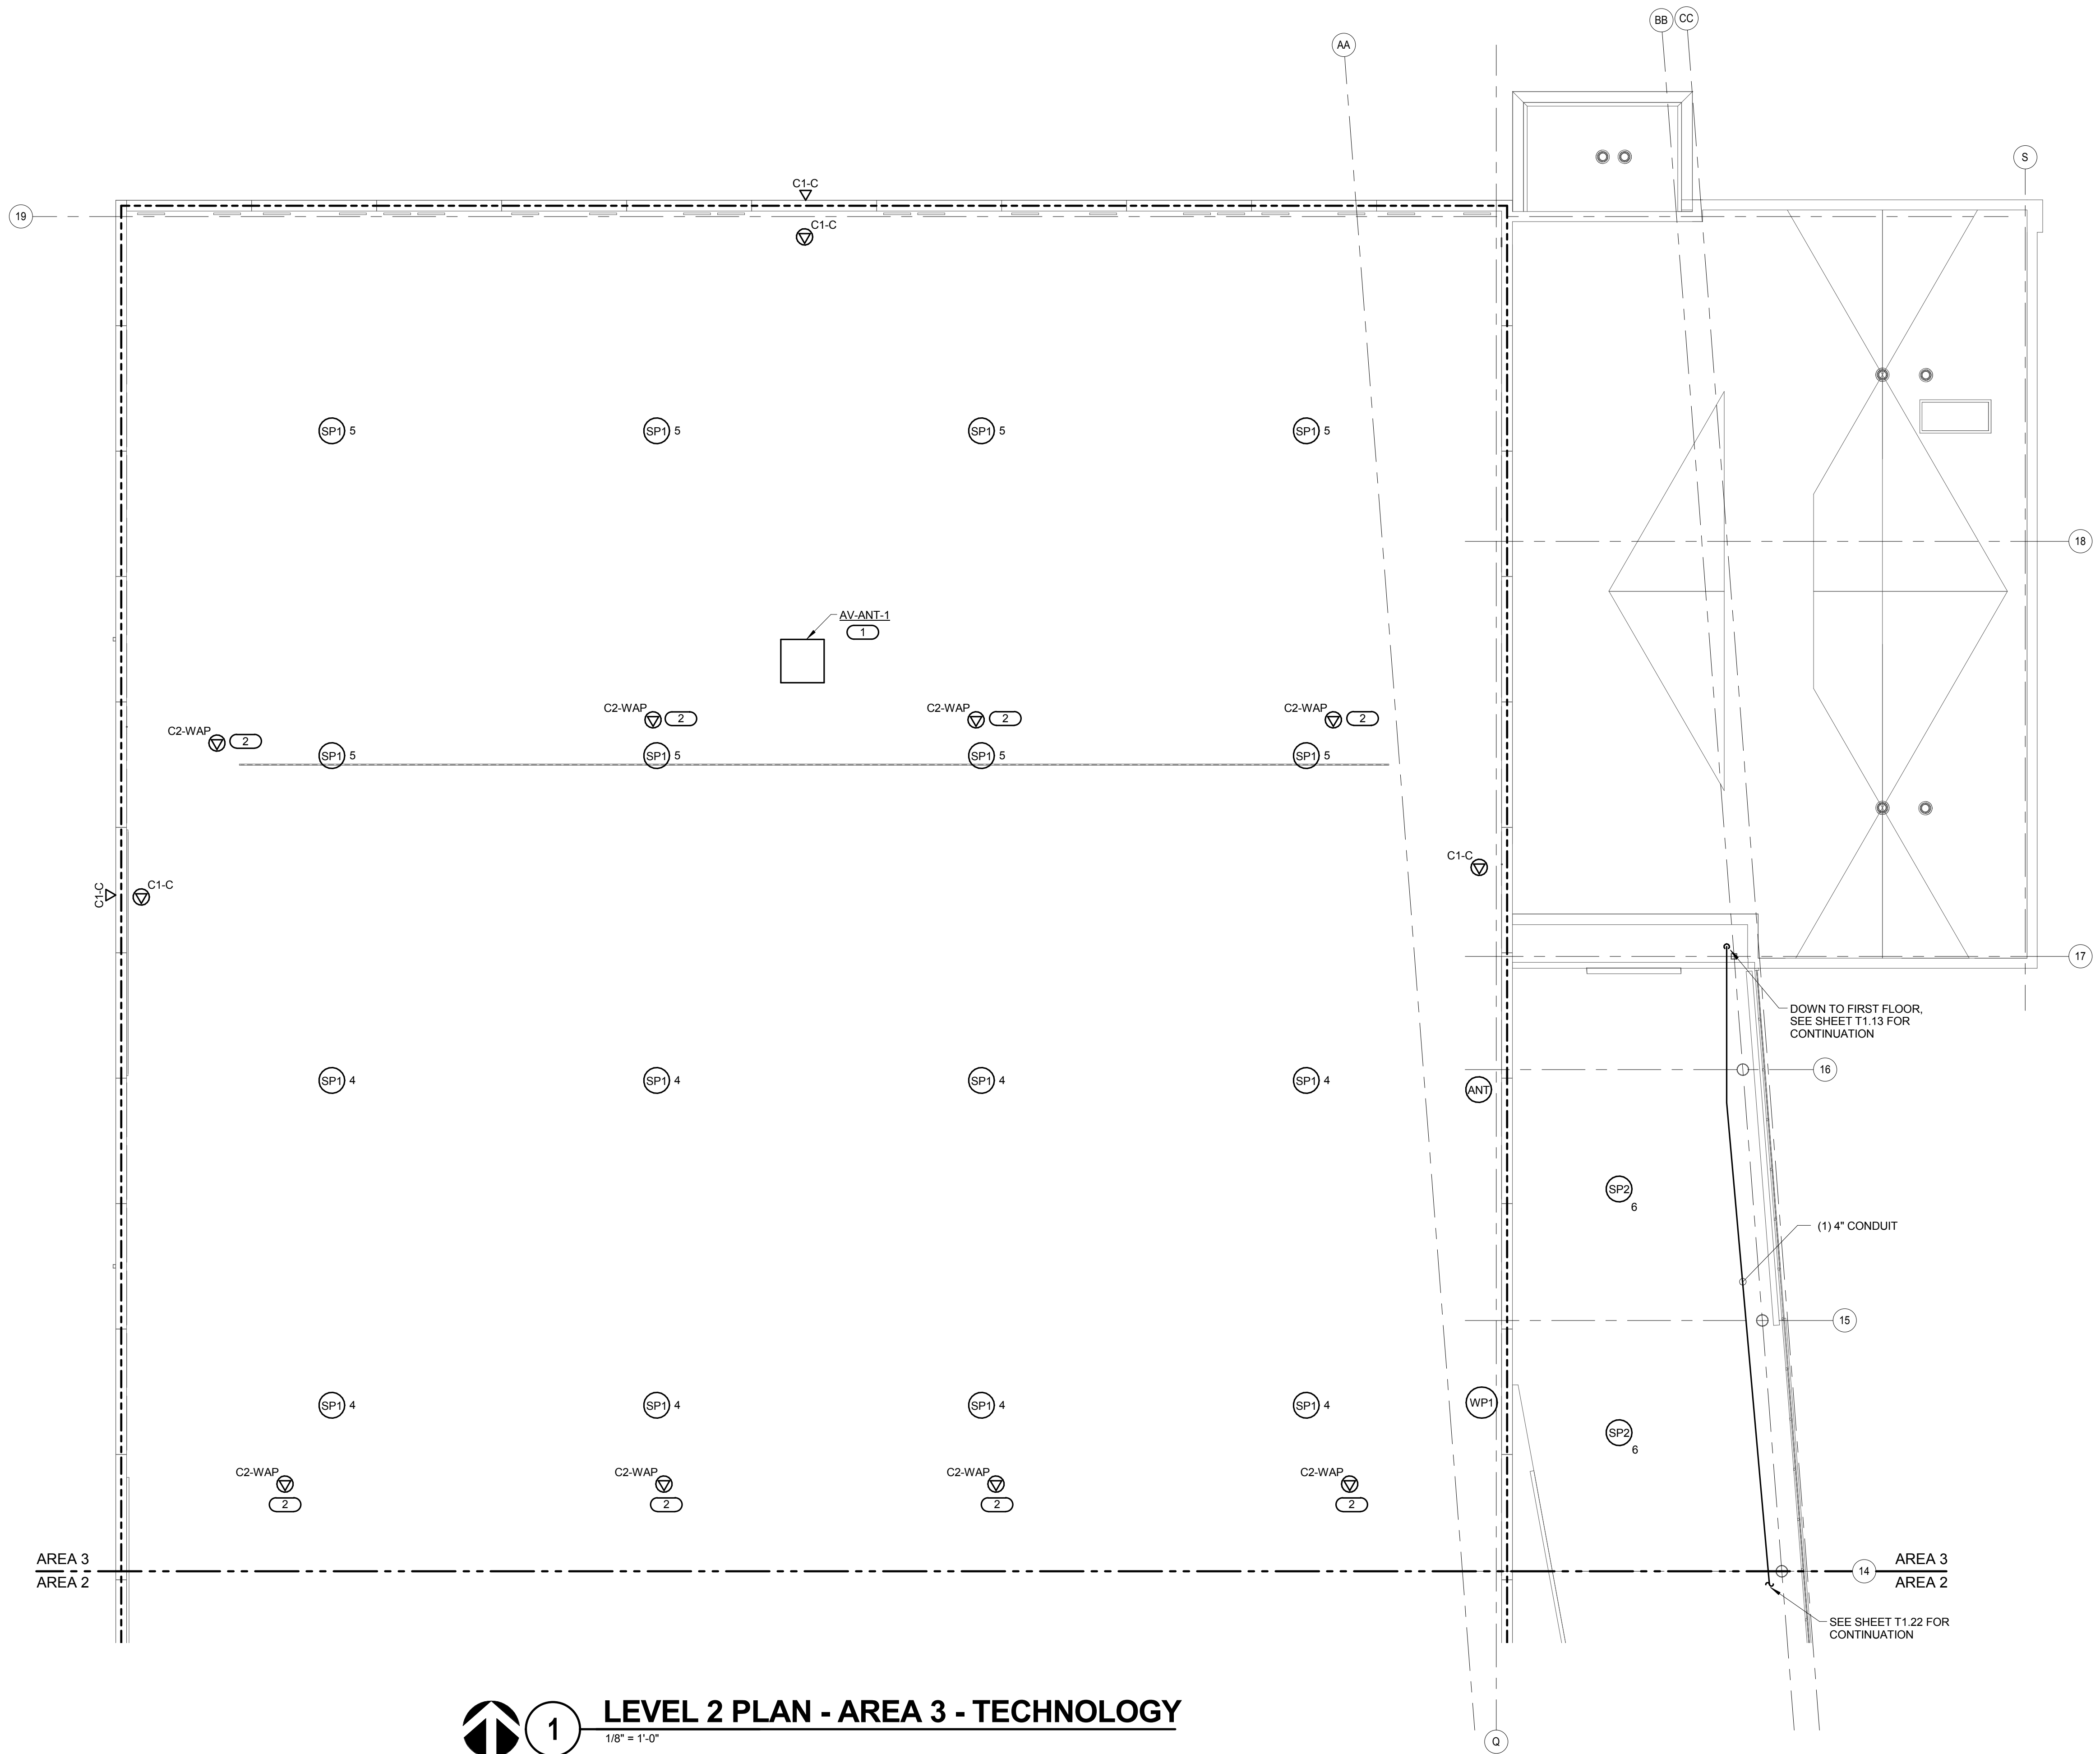 BB
CC
AA
S
C1-C
19
C1-C
SP1 5
SP1 5
SP1 5
SP1 5
18
AV-ANT-1
1
C2-WAP 2
C2-WAP 2
C2-WAP 2
C2-WAP 2
SP1 5
SP1 5
SP1 5
SP1 5
C1-C
C1-C
C1-C
17
DOWN TO FIRST FLOOR,
SEE SHEET T1.13 FOR
CONTINUATION
16
SP1 4
SP1 4
SP1 4
SP1 4
ANT
SP2
6
(1) 4" CONDUIT
15
SP1 4
SP1 4
SP1 4
SP1 4
WP1
SP2
6
C2-WAP
C2-WAP
C2-WAP
C2-WAP
2
2
2
2
AREA 3
AREA 2
14
AREA 3
AREA 2
SEE SHEET T1.22 FOR
CONTINUATION
1
LEVEL 2 PLAN - AREA 3 - TECHNOLOGY
1/8" = 1'-0"
Q